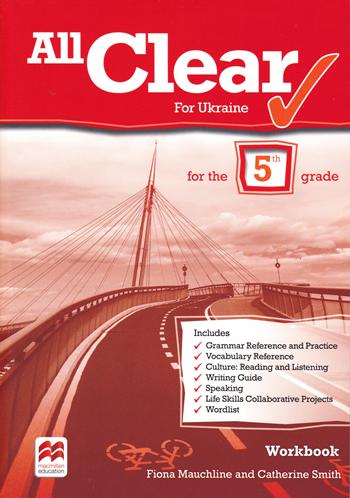 All Clear
For Ukraine
for the 5th grade
Includes
Grammar Reference and Practice
Vocabulary Reference
Culture: Reading and Listening
Writing Guide
Speaking
Life Skills Collaborative Projects
Wordlist
Workbook
macmillan
education
Fiona Mauchline and Catherine Smith